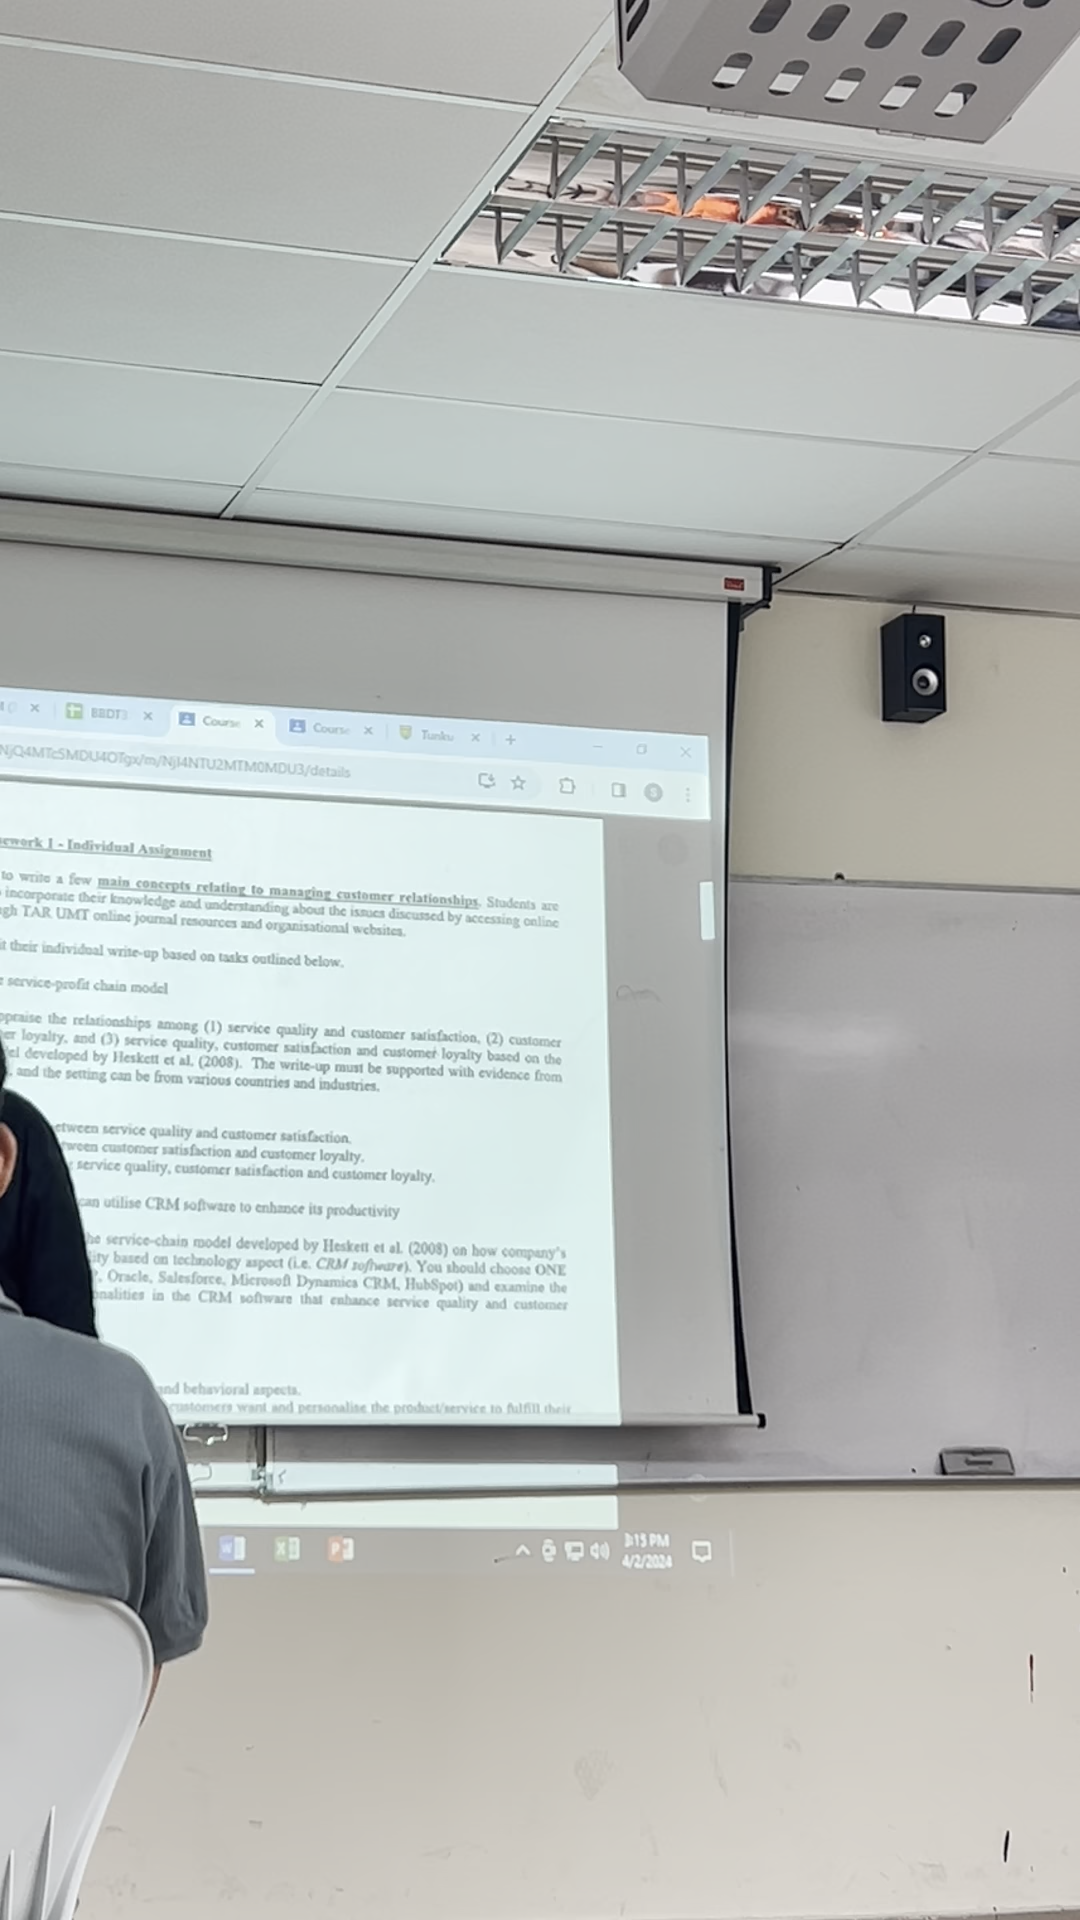 BBDT3
Course
Course
Tunku
NjQ4MTc5MDU4OTgx/m/NjI4NTU2MTM0MDU3/details
ework 1 - Individual Assignment
to write a few main concepts relating to managing customer relationships. Students are
incorporate their knowledge and understanding about the issues discussed by accessing online
gh TAR UMT online journal resources and organisational websites.
it their individual write-up based on tasks outlined below.
e service-profit chain model
ppraise the relationships among (1) service quality and customer satisfaction, (2) customer
er loyalty, and (3) service quality, customer satisfaction and customer loyalty based on the
el developed by Heskett et al. (2008). The write-up must be supported with evidence from
, and the setting can be from various countries and industries.
etween service quality and customer satisfaction.
ween customer satisfaction and customer loyalty.
service quality, customer satisfaction and customer loyalty.
can utilise CRM software to enhance its productivity
he service-chain model developed by Heskett et al. (2008) on how company's
ity based on technology aspect (i.e. CRM software). You should choose ONE
, Oracle, Salesforce, Microsoft Dynamics CRM, HubSpot) and examine the
onalities in the CRM software that enhance service quality and customer
and behavioral aspects.
customers want and personalise the product/service to fulfill their
3:15 PM
4/2/2024